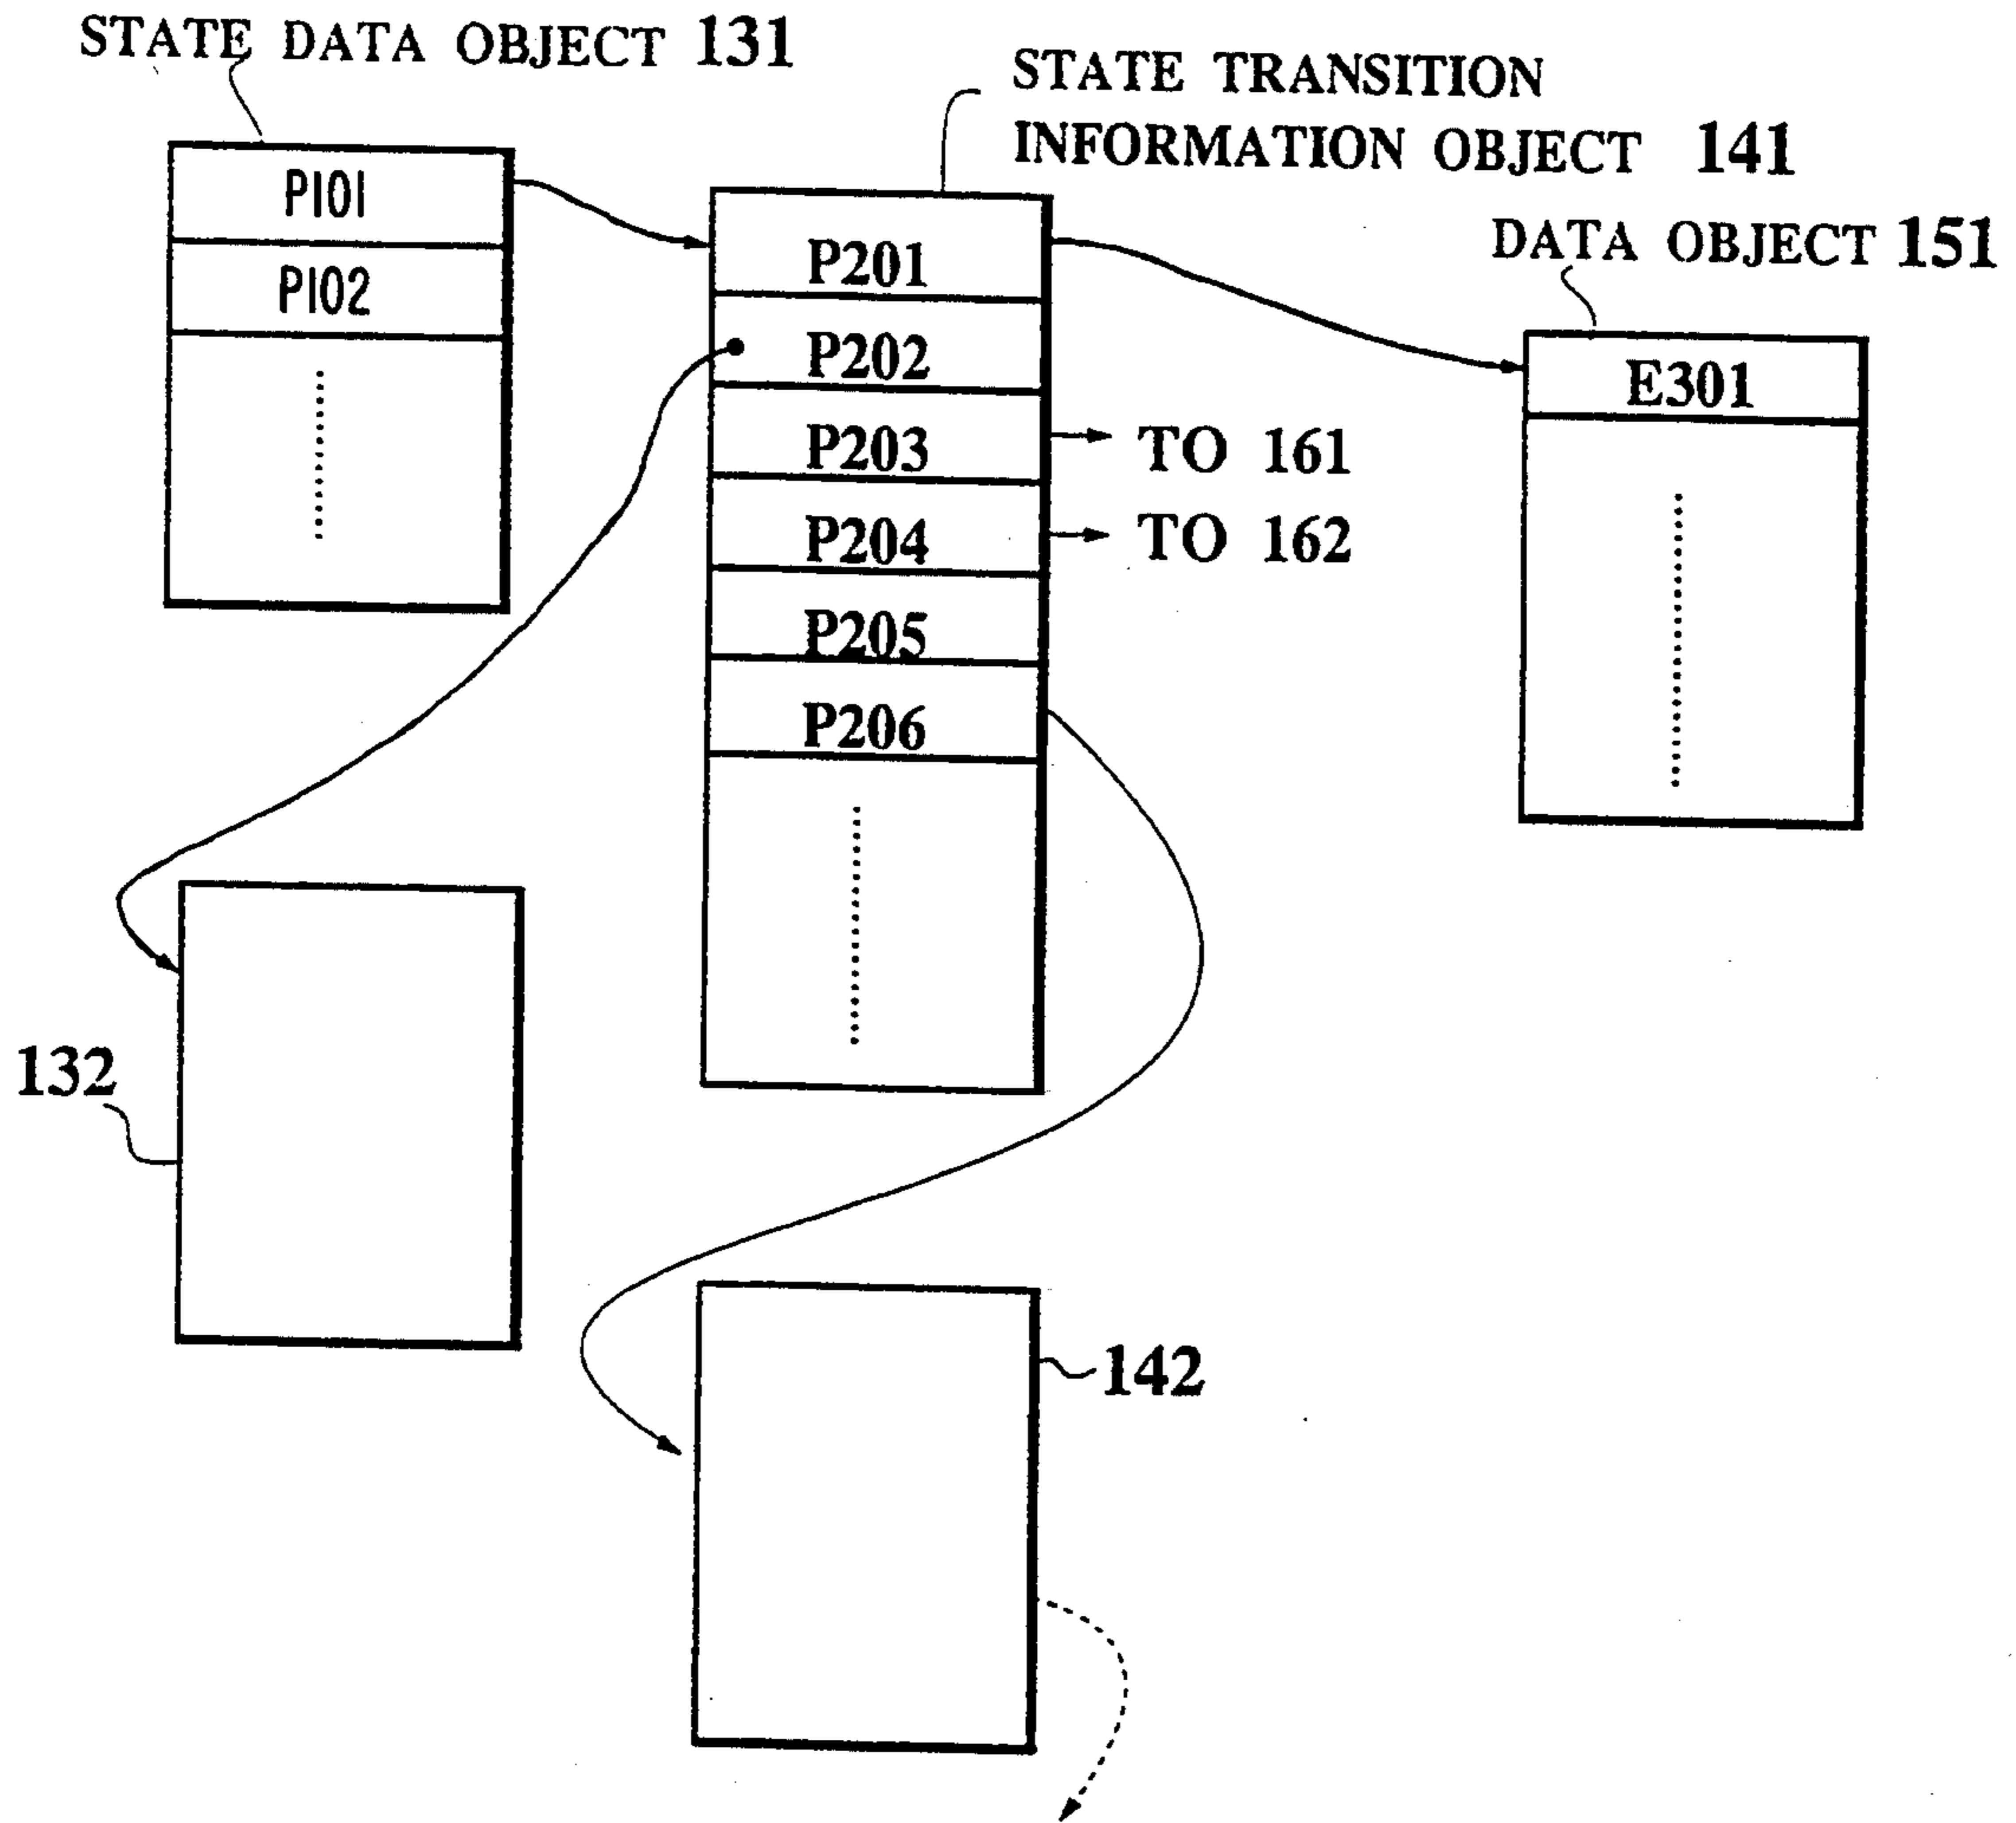 STATE DATA OBJECT 131
STATE TRANSITION
INFORMATION OBJECT 141
DATA OBJECT 151
P101
P102
P201
P202
P203
P204
P205
P206
TO 161
TO 162
E301
132
142